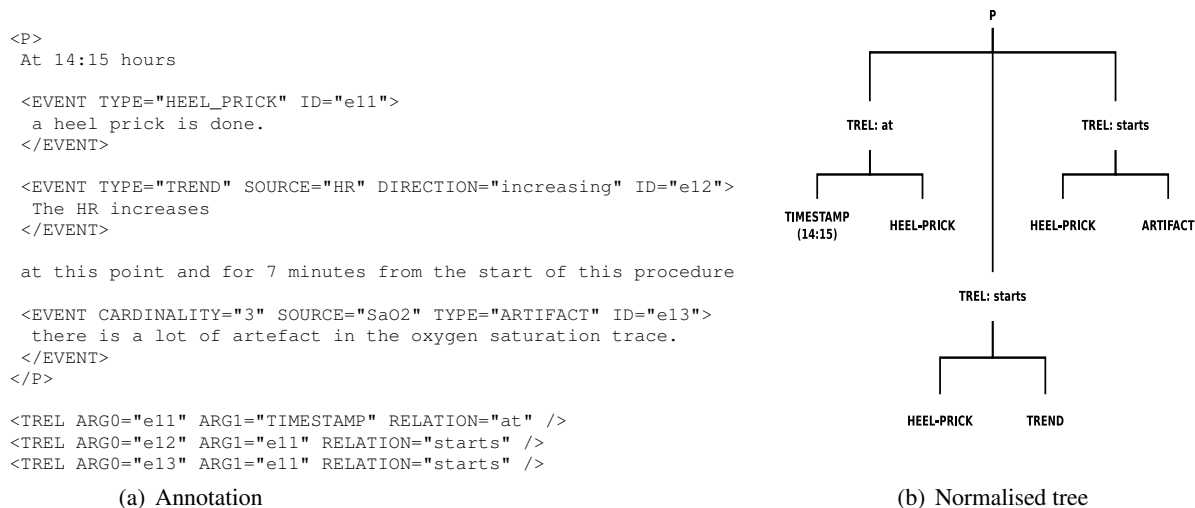 <P>
At 14:15 hours
<EVENT TYPE="HEEL_PRICK" ID="e11">
a heel prick is done.
</EVENT>
<EVENT TYPE="TREND" SOURCE="HR" DIRECTION="increasing" ID="e12">
The HR increases
</EVENT>
at this point and for 7 minutes from the start of this procedure
<EVENT CARDINALITY="3" SOURCE="SaO2" TYPE="ARTIFACT" ID="e13">
there is a lot of artefact in the oxygen saturation trace.
</EVENT>
</P>
<TREL ARG0="e11" ARG1="TIMESTAMP" RELATION="at" />
<TREL ARG0="e12" ARG1="e11" RELATION="starts" />
<TREL ARG0="e13" ARG1="e11" RELATION="starts" />
(a) Annotation
P
TREL: at
TREL: starts
TIMESTAMP
(14:15)
HEEL-PRICK
HEEL-PRICK
ARTIFACT
TREL: starts
HEEL-PRICK
TREND
(b) Normalised tree